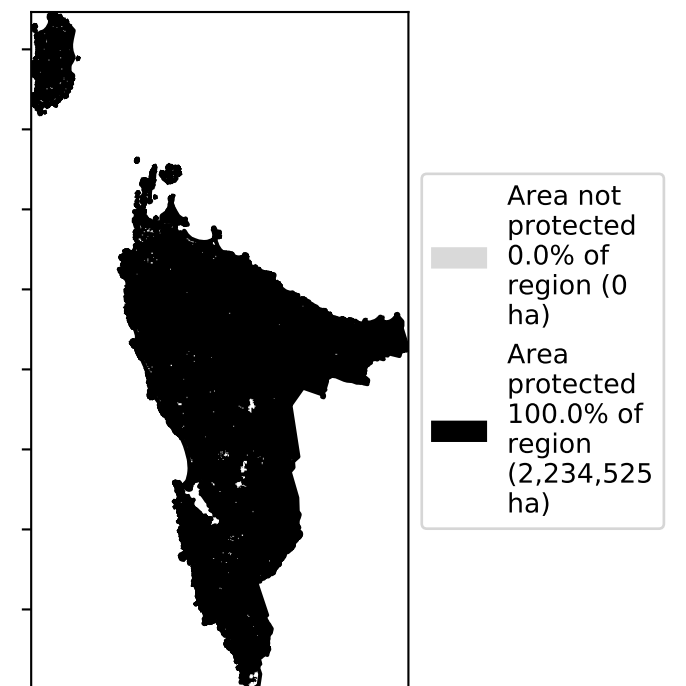 Area not
protected
0.0% of
region (0
ha)
Area
protected
100.0% of
region
(2,234,525
ha)